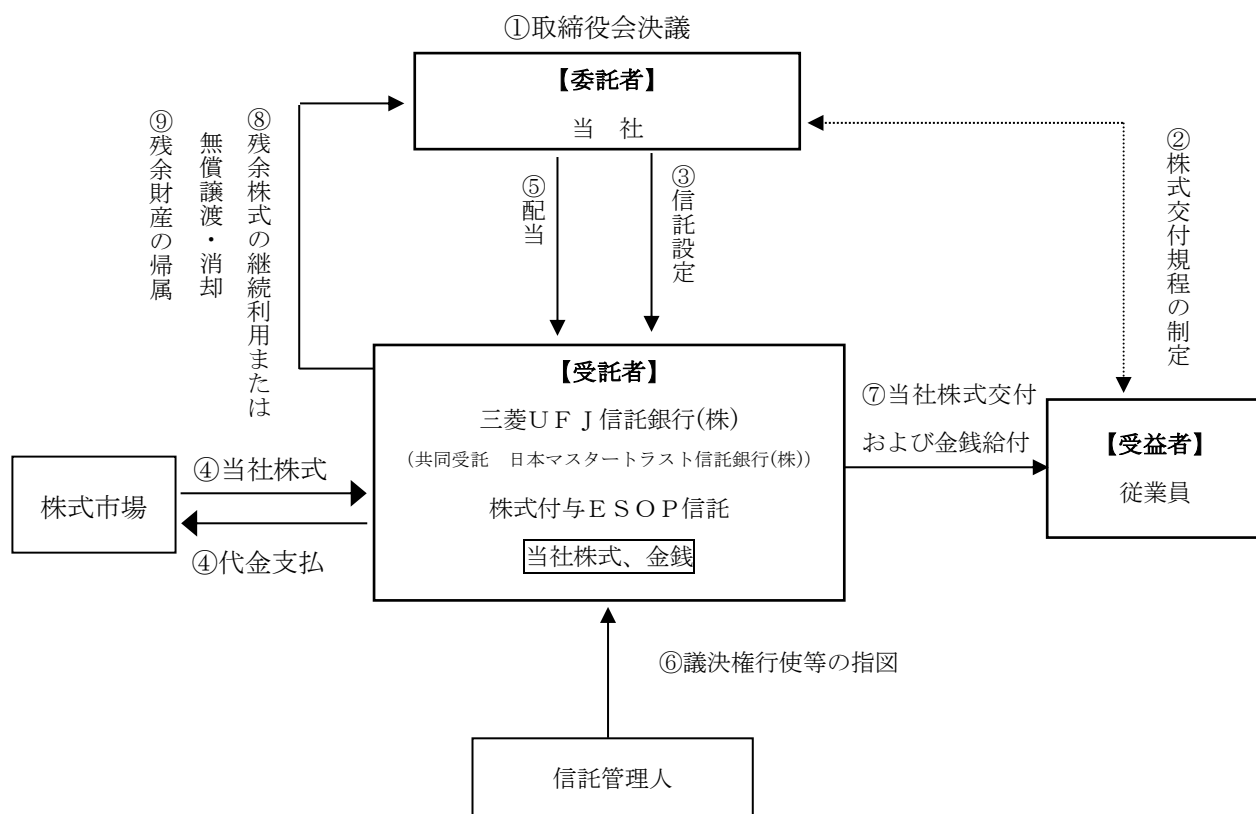 ①取締役会決議
【委託者】
当　社
⑨残余財産の帰属
⑧残余株式の継続利用または
無償譲渡・消却
⑤配当
③信託設定
②株式交付規程の制定
【受託者】
三菱ＵＦＪ信託銀行(株)
(共同受託　日本マスタートラスト信託銀行(株))
株式付与ＥＳＯＰ信託
当社株式、金銭
⑦当社株式交付
および金銭給付
【受益者】
従業員
株式市場
④当社株式
④代金支払
⑥議決権行使等の指図
信託管理人